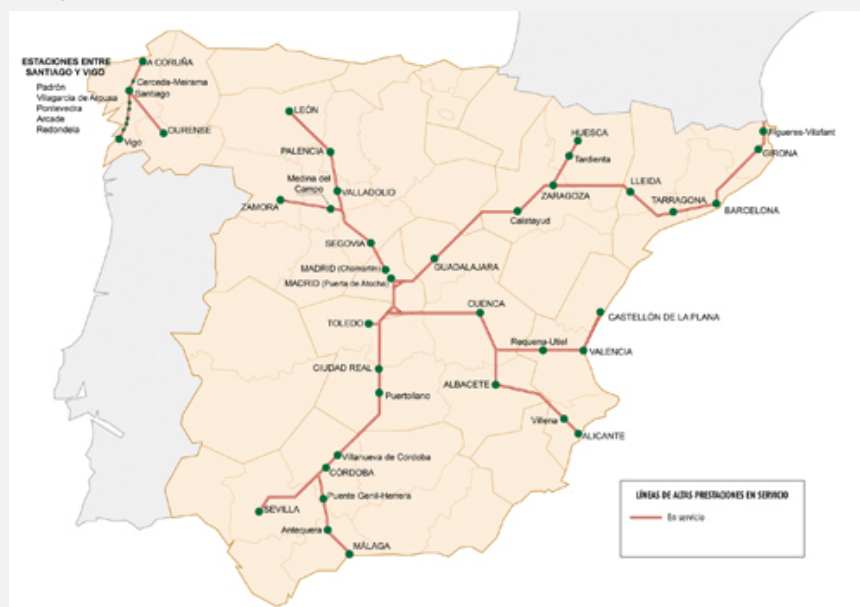 ESTACIONES ENTRE
SANTIAGO Y VIGO
Padrón
Vilagarcía de Arousa
Pontevedra
Arcade
Redondela
A CORUÑA
Cerceda-Meirama
Santiago
Vigo
OURENSE
LEÓN
PALENCIA
Medina del
Campo
VALLADOLID
ZAMORA
SEGOVIA
MADRID (Chamartín)
MADRID (Puerta de Atocha)
GUADALAJARA
HUESCA
Tardienta
ZARAGOZA
Calatayud
LLEIDA
TARRAGONA
BARCELONA
GIRONA
Figueres-Vilafant
TOLEDO
CUENCA
Requena-Utiel
CASTELLÓN DE LA PLANA
VALENCIA
CIUDAD REAL
Puertollano
ALBACETE
Villena
ALICANTE
Villanueva de Córdoba
CÓRDOBA
Puente Genil-Herrera
SEVILLA
Antequera
MÁLAGA
LÍNEAS DE ALTAS PRESTACIONES EN SERVICIO
En servicio